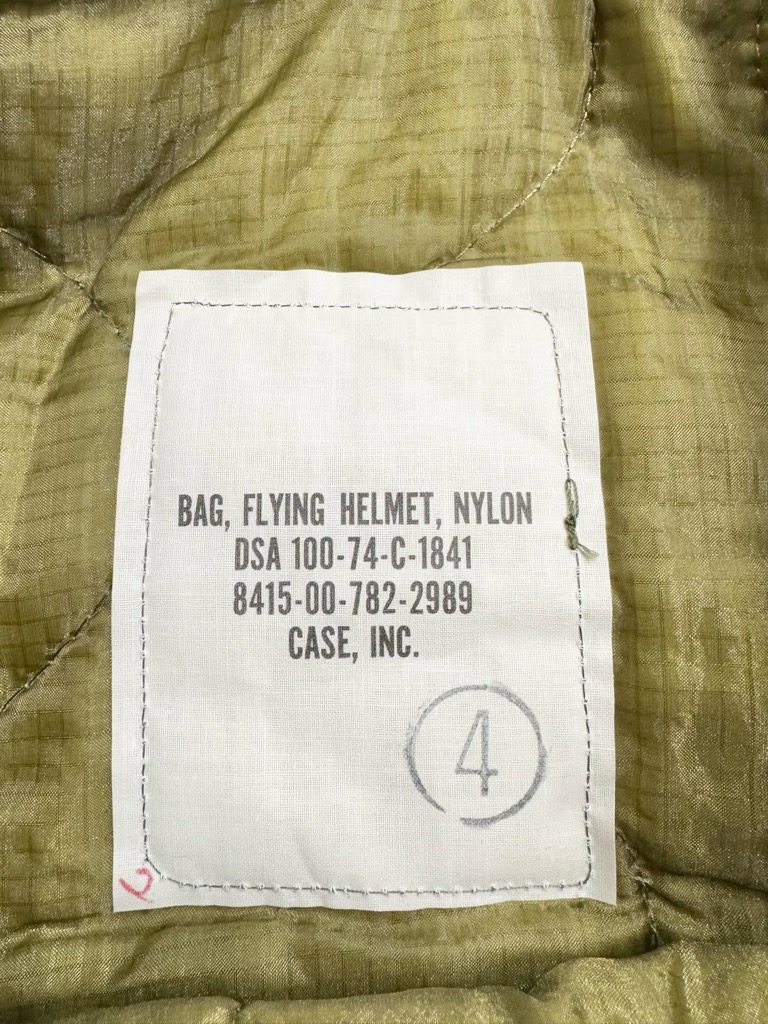 BAG, FLYING HELMET, NYLON
DSA 100-74-C-1841
8415-00-782-2989
CASE, INC.
4